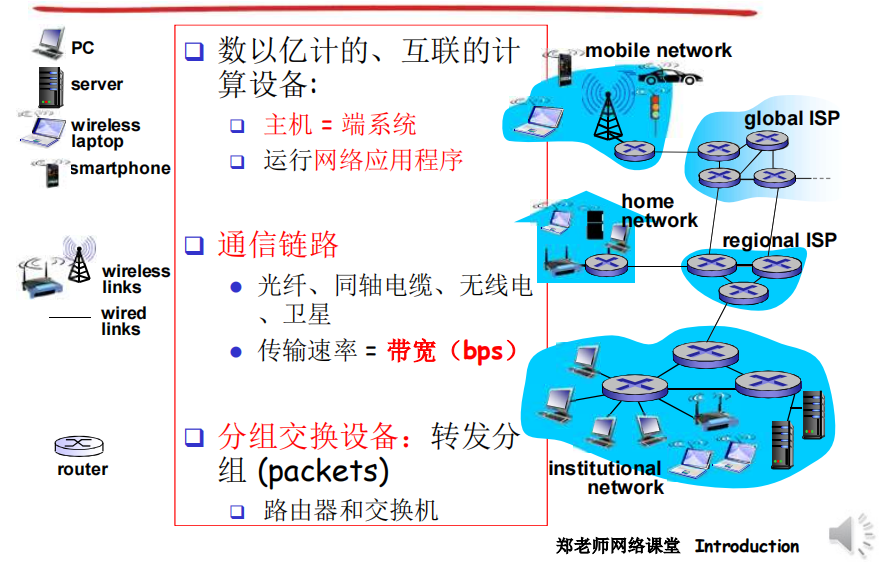 PC
server
wireless
laptop
smartphone
wireless
links
wired
links
router
数以亿计的、互联的计
算设备:
主机 = 端系统
运行网络应用程序
通信链路
光纤、同轴电缆、无线电
、卫星
传输速率 = 带宽（bps）
分组交换设备：转发分
组 (packets)
路由器和交换机
mobile network
global ISP
home
network
regional ISP
institutional
network
郑老师网络课堂 Introduction